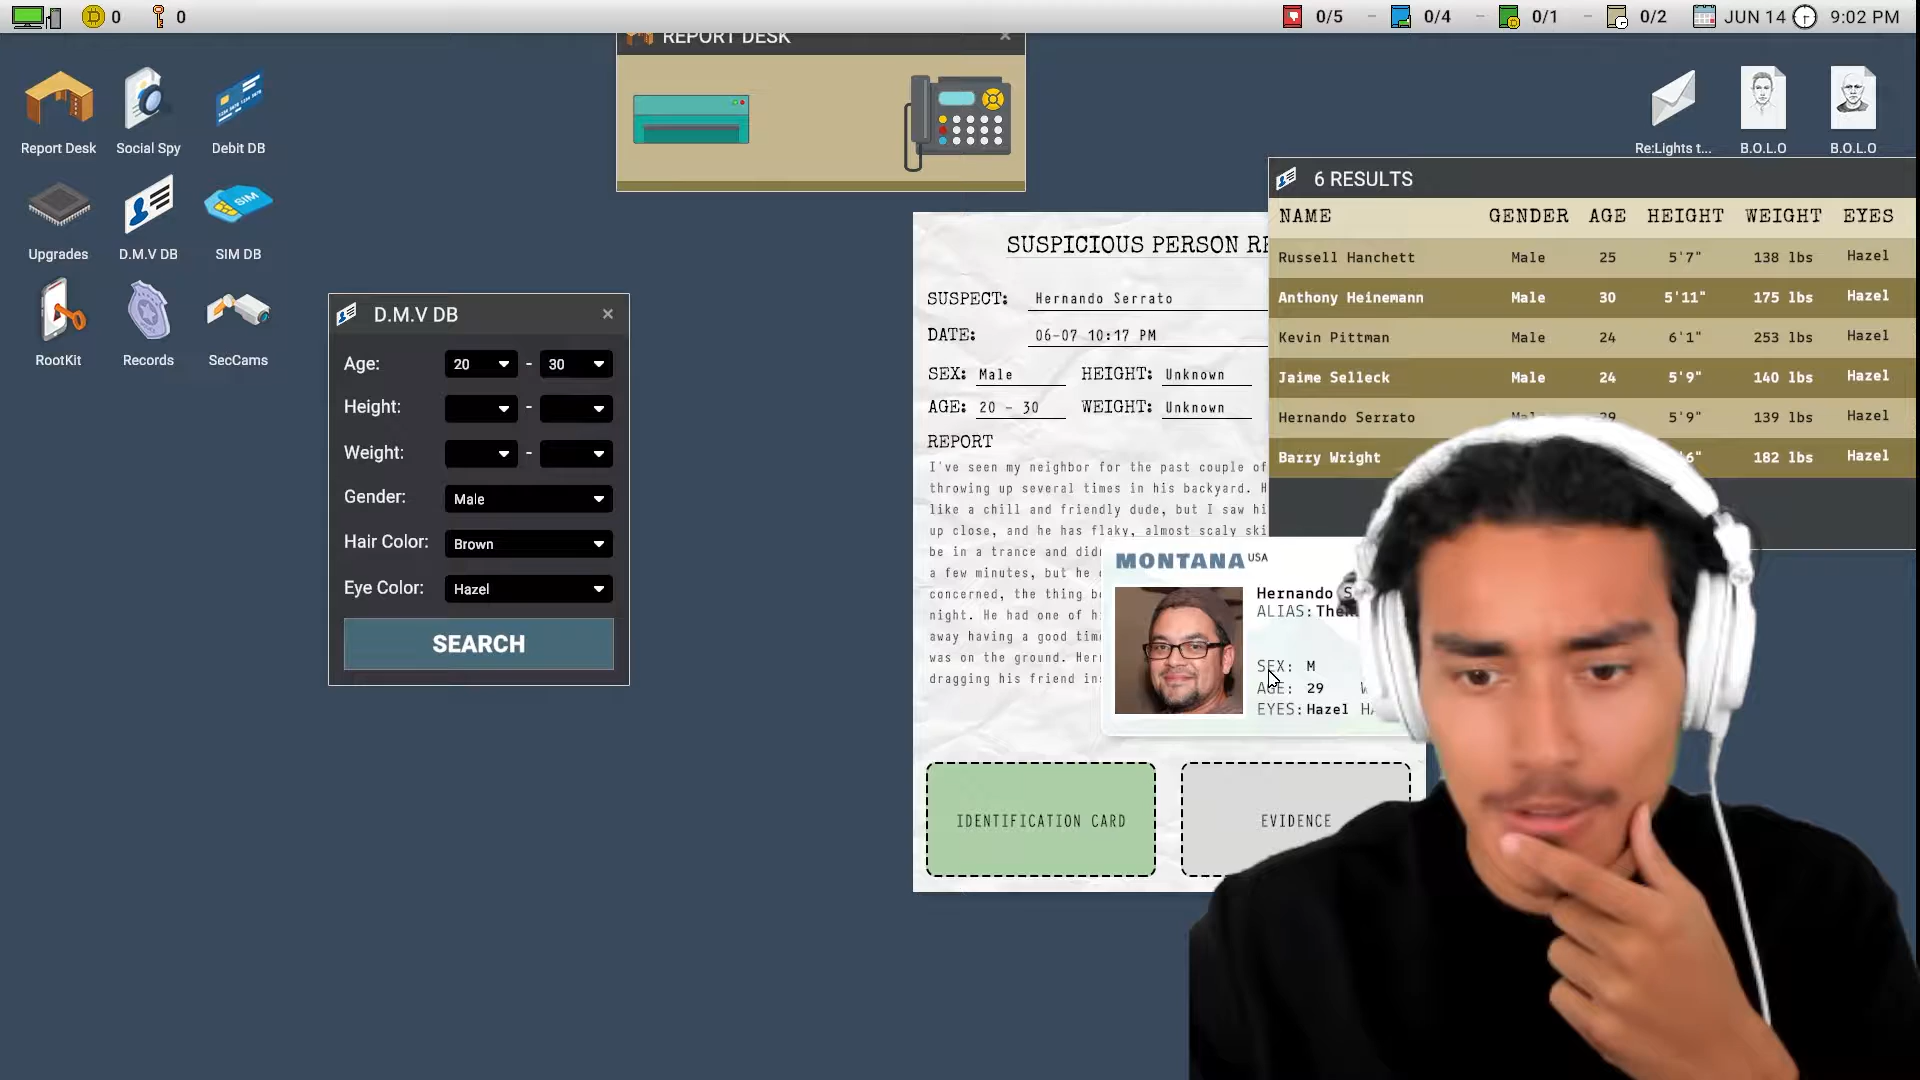 0
0
0/5
0/4
0/1
0/2
JUN 14
9:02 PM
Report Desk
Social Spy
Debit DB
Upgrades
D.M.V DB
SIM DB
RootKit
Records
SecCams
REPORT DESK
Re:Lights t...
B.O.L.O
B.O.L.O
D.M.V DB
Age: 20 - 30
Height: -
Weight: -
Gender: Male
Hair Color: Brown
Eye Color: Hazel
SEARCH
SUSPICIOUS PERSON
SUSPECT: Hernando Serrato
DATE: 06-07 10:17 PM
SEX: Male HEIGHT: Unknown
AGE: 20 - 30 WEIGHT: Unknown
REPORT
I've seen my neighbor for the past couple of
throwing up several times in his backyard.
like a chill and friendly dude, but I saw
up close, and he has flaky, almost scaly
be in a trance and
a few minutes, but he
concerned, the thing
night. He had one of
away having a good
was on the ground.
dragging his friend
IDENTIFICATION CARD
EVIDENCE
6 RESULTS
NAME GENDER AGE HEIGHT WEIGHT EYES
Russell Hanchett Male 25 5'7" 138 lbs Hazel
Anthony Heinemann Male 30 5'11" 175 lbs Hazel
Kevin Pittman Male 24 6'1" 253 lbs Hazel
Jaime Selleck Male 24 5'9" 140 lbs Hazel
Hernando Serrato 29 5'9" 139 lbs Hazel
Barry Wright 182 lbs Hazel
MONTANA USA
Hernando
ALIAS:
SEX: M
AGE: 29
EYES: Hazel